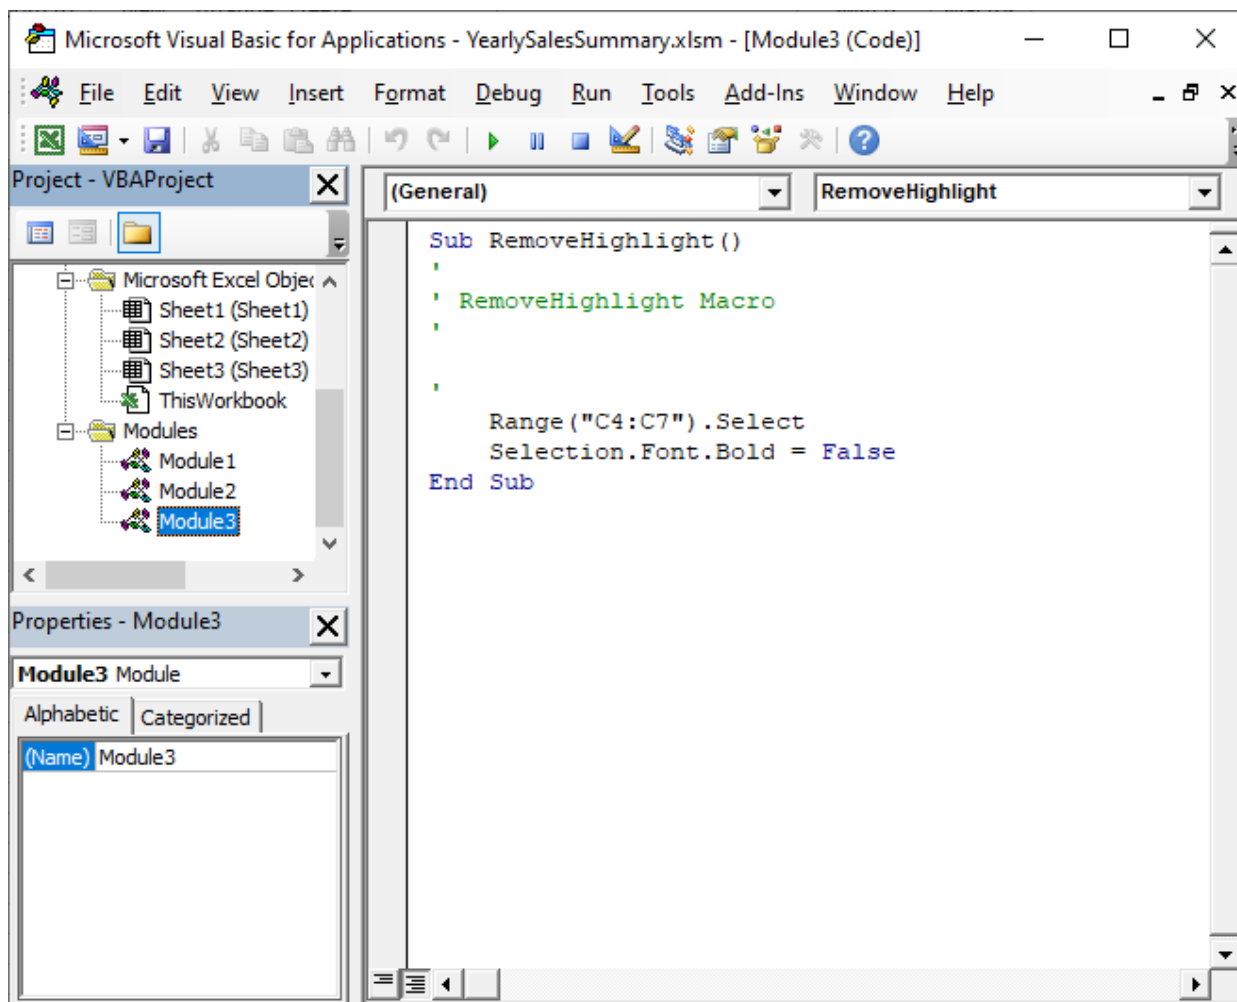 Microsoft Visual Basic for Applications - YearlySalesSummary.xlsm - [Module3 (Code)]
File Edit View Insert Format Debug Run Tools Add-Ins Window Help
Project - VBAProject
Microsoft Excel Objec
Sheet1 (Sheet1)
Sheet2 (Sheet2)
Sheet3 (Sheet3)
ThisWorkbook
Modules
Module1
Module2
Module3
Properties - Module3
Module3 Module
Alphabetic Categorized
(Name) Module3
(General) RemoveHighlight
Sub RemoveHighlight()
'
' RemoveHighlight Macro
'
'
Range("C4:C7").Select
Selection.Font.Bold = False
End Sub